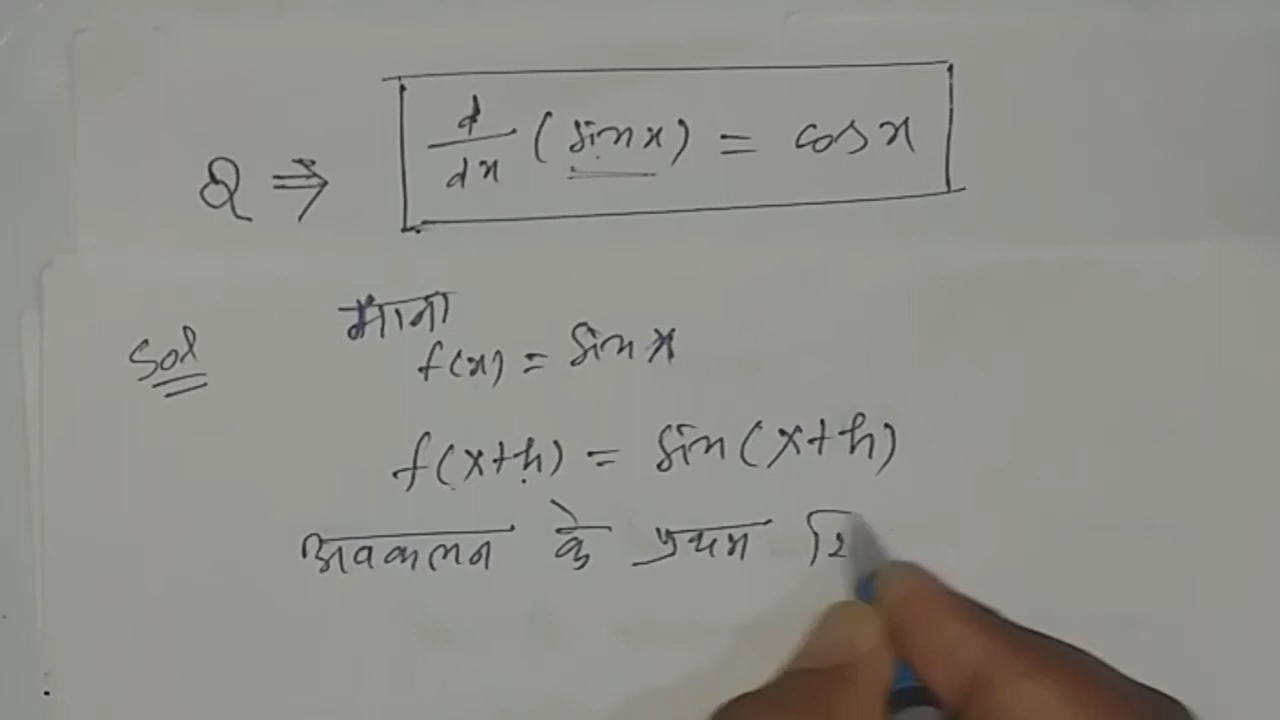 Q ⇒ d/dx (sin x) = cos x
Sol माना
f(x) = sin x
f(x+h) = sin(x+h)
अवकलन के प्रथम सि